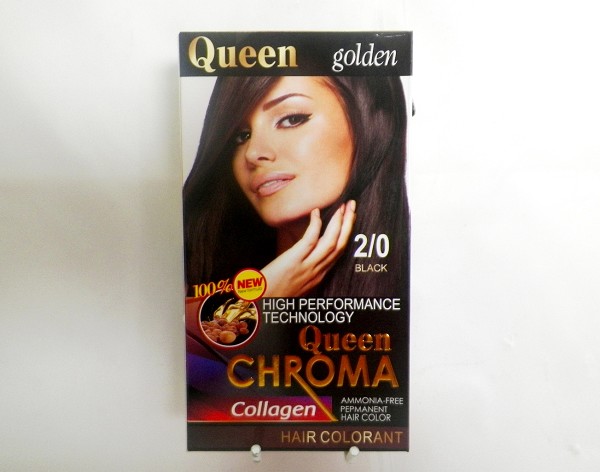 Queen golden
2/0
BLACK
100% NEW
HIGH PERFORMANCE
TECHNOLOGY
Queen
CHROMA
Collagen
AMMONIA-FREE
PEPMANENT
HAIR COLOR
HAIR COLORANT